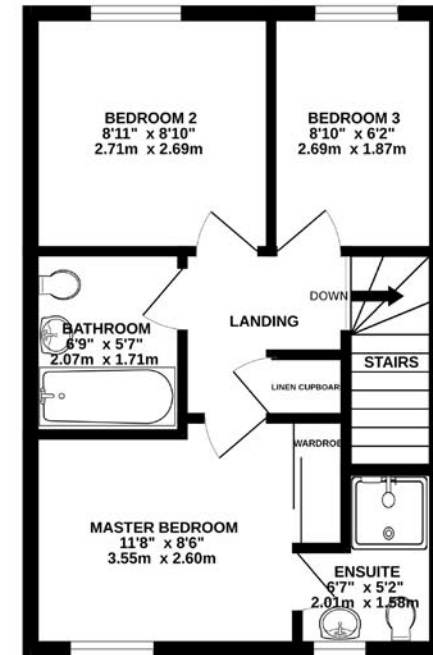 BEDROOM 2
8'11" x 8'10"
2.71m x 2.69m
BEDROOM 3
8'10" x 6'2"
2.69m x 1.87m
DOWN
LANDING
BATHROOM
6'9" x 5'7"
2.07m x 1.71m
STAIRS
LINEN CUPBOAR
WARDROB
MASTER BEDROOM
11'8" x 8'6"
3.55m x 2.60m
ENSUITE
6'7" x 5'2"
2.01m x 1.58m